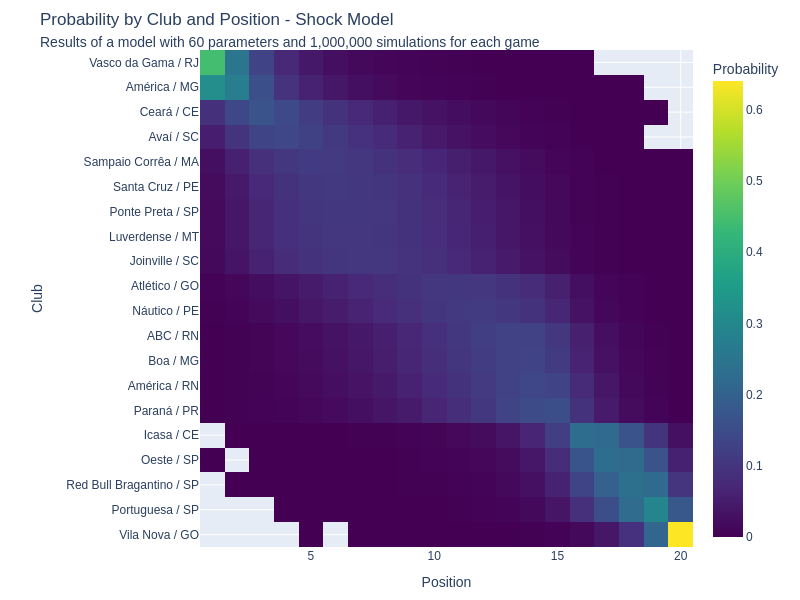 Probability by Club and Position - Shock Model
Results of a model with 60 parameters and 1,000,000 simulations for each game
Probability
Vasco da Gama / RJ
América / MG
Ceará / CE
Avaí / SC
Sampaio Corrêa / MA
Santa Cruz / PE
Ponte Preta / SP
Luverdense / MT
Joinville / SC
Atlético / GO
Náutico / PE
ABC / RN
Boa / MG
América / RN
Paraná / PR
Icasa / CE
Oeste / SP
Red Bull Bragantino / SP
Portuguesa / SP
Vila Nova / GO
Club
5 10 15 20
Position
0.6
0.5
0.4
0.3
0.2
0.1
0